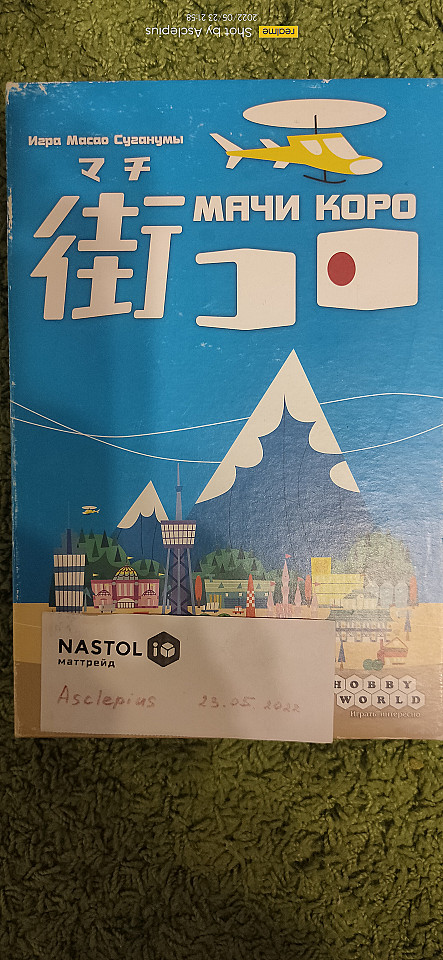 realme Shot by Asclepius
2022/05/23 21:58
Игра Масао Суганумы
マチ
МАЧИ КОРО
街コロ
NASTOL iO
маттрейд
Asclepius 23.05.2022
HOBBY
WORLD
Играть интересно